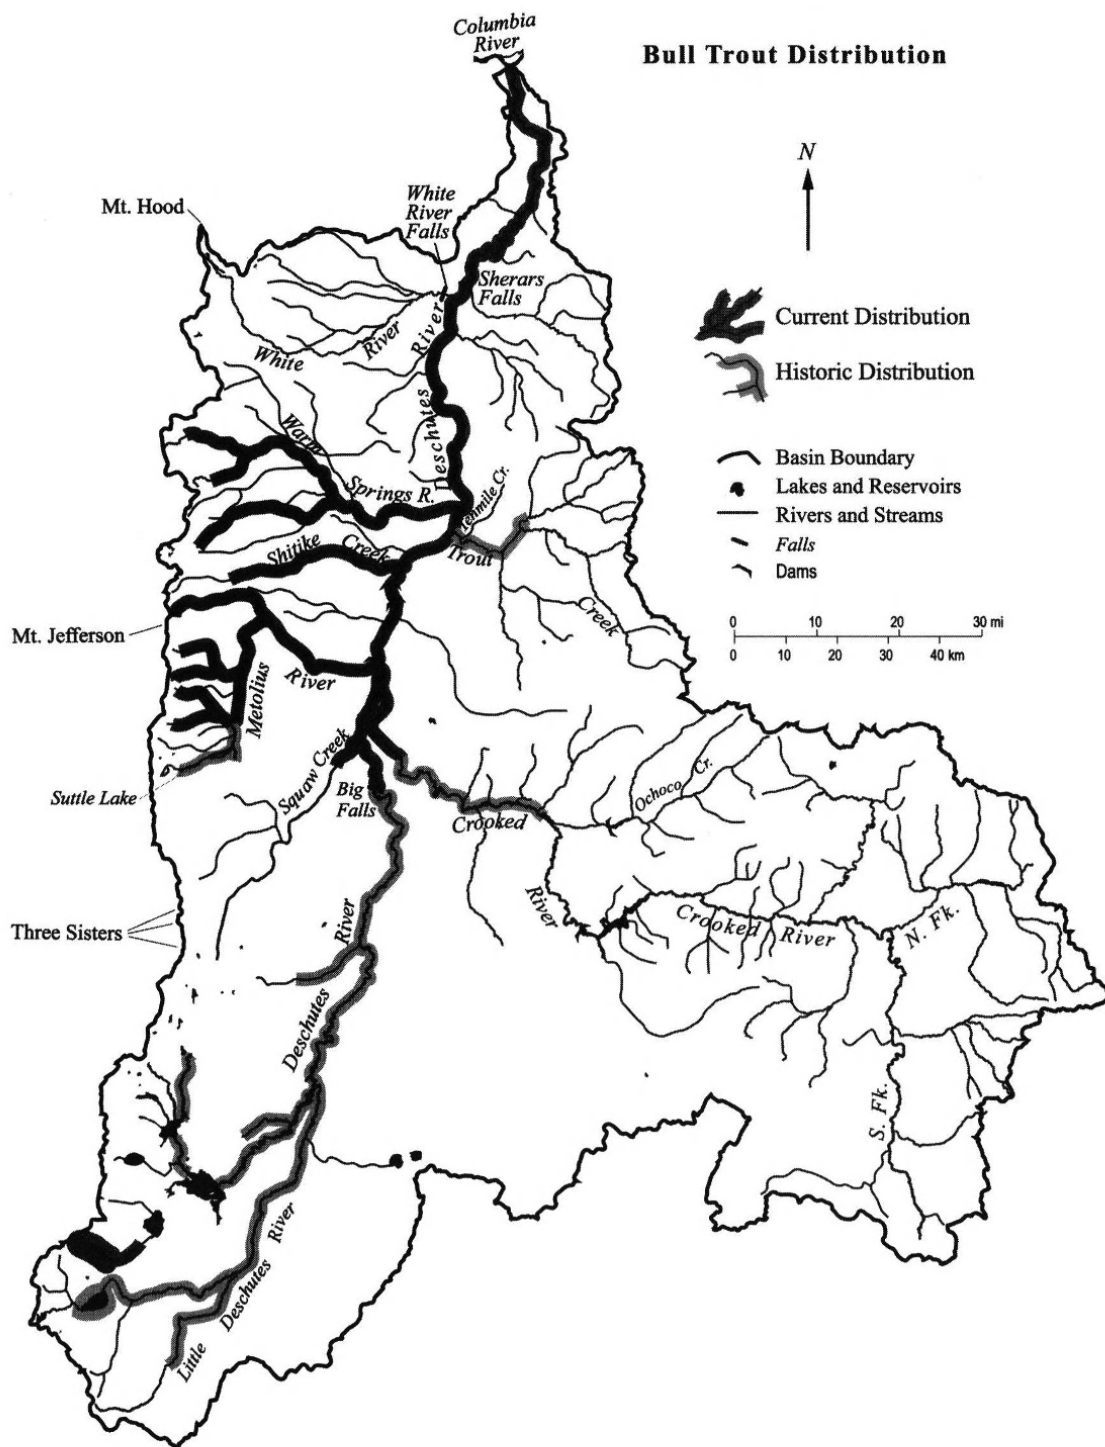 Columbia
River
Bull Trout Distribution
N
Mt. Hood
White
River
Falls
Sherars
Falls
Current Distribution
Historic Distribution
White
River
Deschutes
River
Warm
Springs R.
Tenmile Cr.
Trout
Creek
Shitike
Creek
Basin Boundary
Lakes and Reservoirs
Rivers and Streams
Falls
Dams
0 10 20 30 mi
0 10 20 30 40 km
Mt. Jefferson
Metolius
River
Suttle Lake
Squaw Creek
Big
Falls
Crooked
River
Ochoco Cr.
Crooked River
N. Fk.
S. Fk.
Three Sisters
Deschutes
River
Little Deschutes River